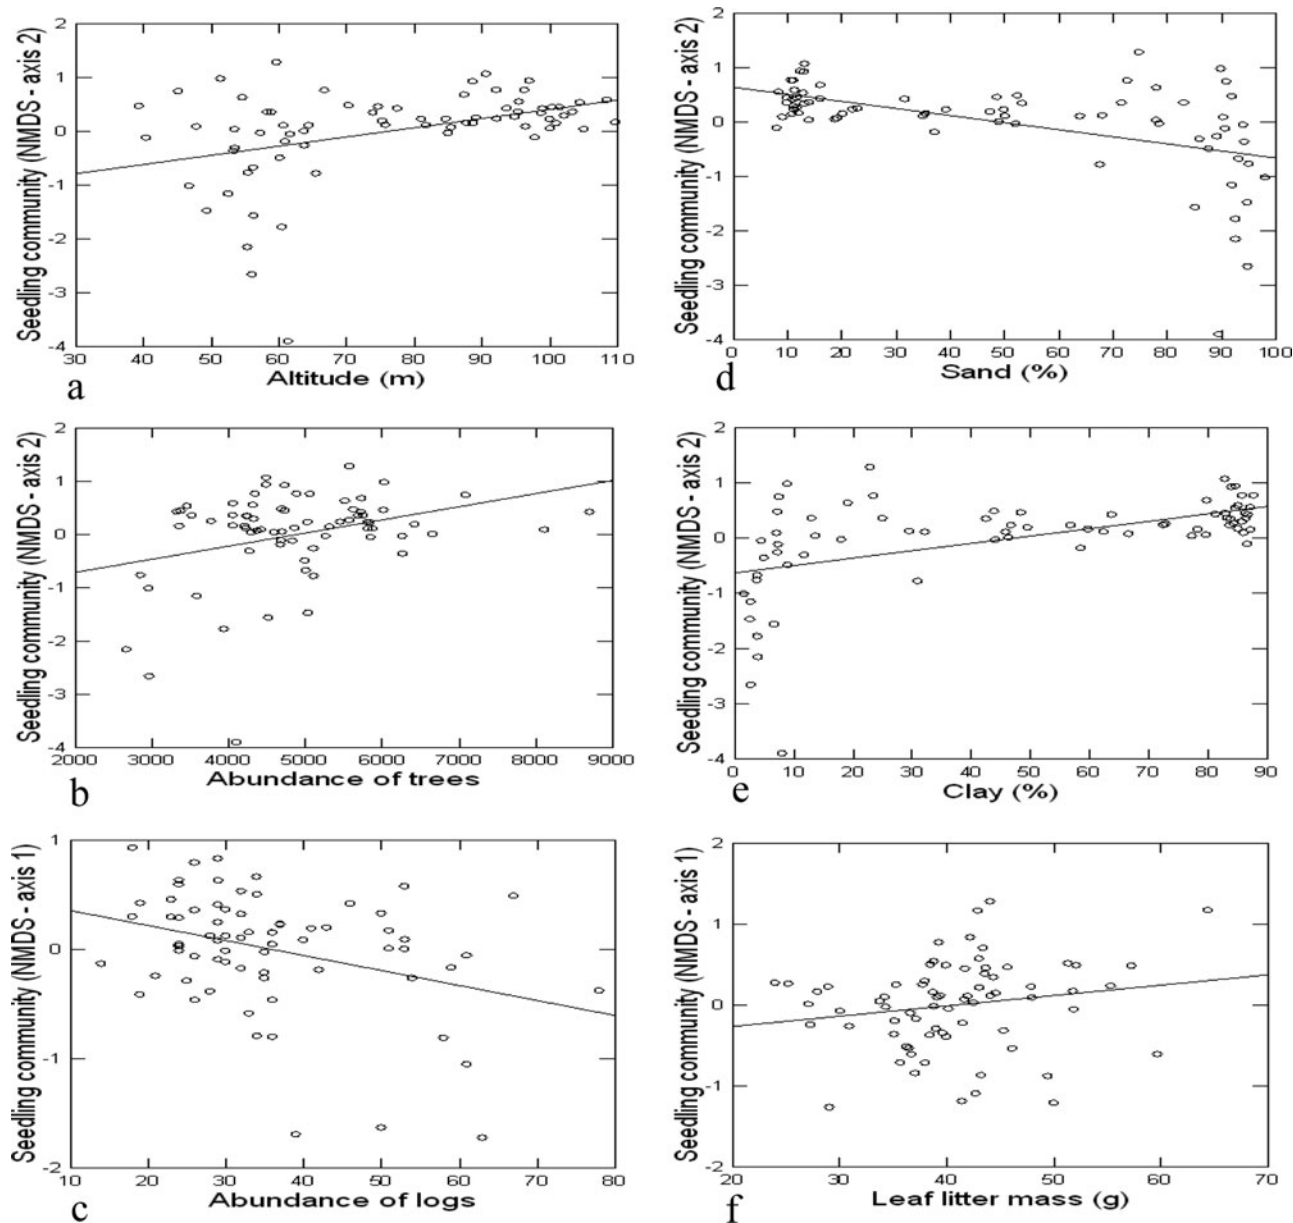 2
1
0
-1
-2
-3
-4
Seedling community (NMDS - axis 2)
30 40 50 60 70 80 90 100 110
Altitude (m)
a
2
1
0
-1
-2
-3
-4
Seedling community (NMDS - axis 2)
0 10 20 30 40 50 60 70 80 90 100
Sand (%)
d
2
1
0
-1
-2
-3
-4
Seedling community (NMDS - axis 2)
2000 3000 4000 5000 6000 7000 8000 9000
Abundance of trees
b
2
1
0
-1
-2
-3
-4
Seedling community (NMDS - axis 2)
0 10 20 30 40 50 60 70 80 90
Clay (%)
e
1
0
-1
-2
Seedling community (NMDS - axis 1)
10 20 30 40 50 60 70 80
Abundance of logs
c
2
1
0
-1
-2
Seedling community (NMDS - axis 1)
20 30 40 50 60 70
Leaf litter mass (g)
f